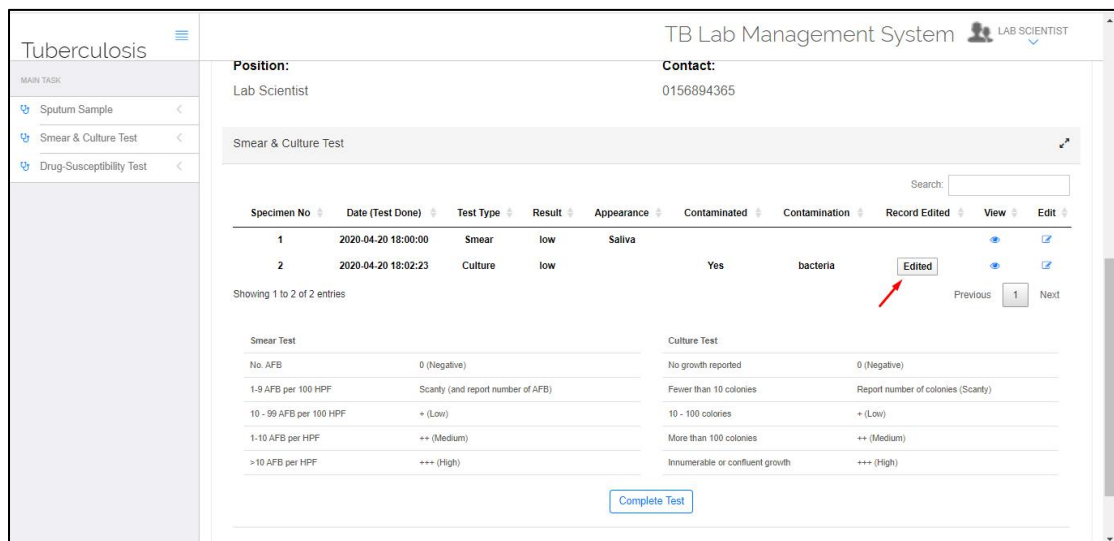 Tuberculosis
TB Lab Management System LAB SCIENTIST
MAIN TASK
Sputum Sample
Smear & Culture Test
Drug-Susceptibility Test
Position: Contact:
Lab Scientist 0156894365
Smear & Culture Test
Search:
Specimen No Date (Test Done) Test Type Result Appearance Contaminated Contamination Record Edited View Edit
1 2020-04-20 18:00:00 Smear low Saliva
2 2020-04-20 18:02:23 Culture low Yes bacteria Edited
Showing 1 to 2 of 2 entries Previous 1 Next
Smear Test Culture Test
No. AFB 0 (Negative) No growth reported 0 (Negative)
1-9 AFB per 100 HPF Scanty (and report number of AFB) Fewer than 10 colonies Report number of colonies (Scanty)
10 - 99 AFB per 100 HPF + (Low) 10 - 100 colories + (Low)
1-10 AFB per HPF ++ (Medium) More than 100 colonies ++ (Medium)
>10 AFB per HPF +++ (High) Innumerable or confluent growth +++ (High)
Complete Test